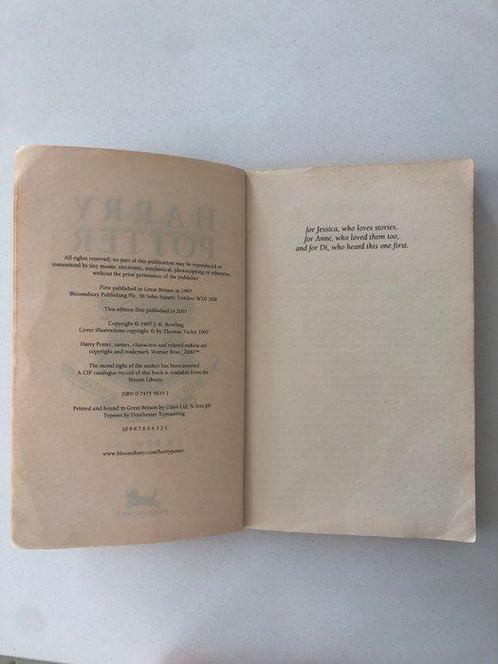 All rights reserved; no part of this publication may be reproduced or
transmitted by any means, electronic, mechanical, photocopying or otherwise,
without the prior permission of the publisher
First published in Great Britain in 1997
Bloomsbury Publishing Plc, 38 Soho Square, London W1D 3HB
This edition first published in 2001
Copyright © 1997 J. K. Rowling
Cover illustrations copyright © by Thomas Taylor 1997
Harry Potter, names, characters and related indicia are
copyright and trademark Warner Bros., 2000™
The moral right of the author has been asserted
A CIP catalogue record of this book is available from the
British Library
ISBN 0 7475
Printed and bound in Great Britain by Clays Ltd, St Ives plc
Typeset by Dorchester Typesetting
10 9 8 7 6 5 4 3 2 1
www.bloomsbury.com/harrypotter
HARRY
POTTER
for Jessica, who loves stories,
for Anne, who loved them too,
and for Di, who heard this one first.